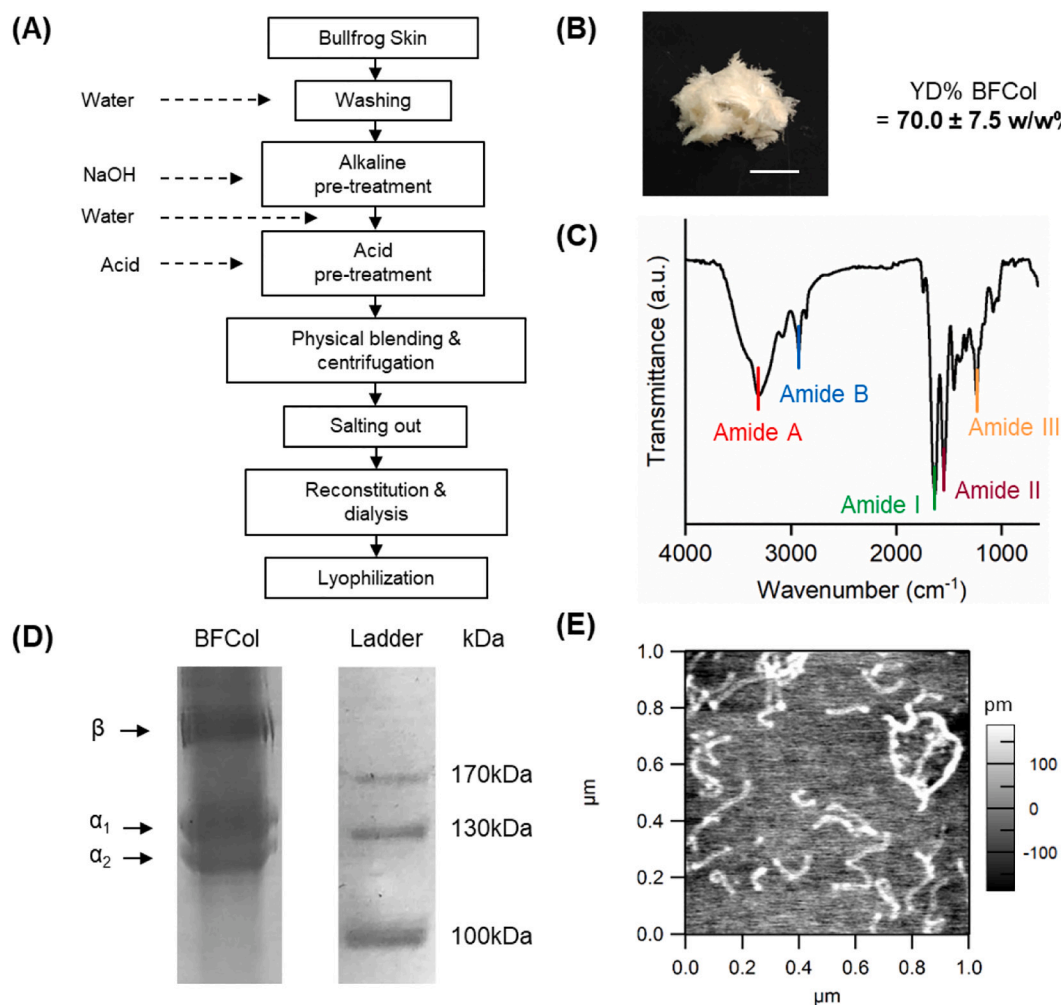 (A)
Bullfrog Skin
Water
Washing
NaOH
Alkaline
pre-treatment
Water
Acid
Acid
pre-treatment
Physical blending &
centrifugation
Salting out
Reconstitution &
dialysis
Lyophilization
(B)
YD% BFCol
= 70.0 ± 7.5 w/w%
(C)
Transmittance (a.u.)
Amide A
Amide B
Amide I
Amide II
Amide III
4000 3000 2000 1000
Wavenumber (cm⁻¹)
(D)
BFCol Ladder kDa
β
α₁
α₂
170kDa
130kDa
100kDa
(E)
1.0
0.8
0.6
0.4
0.2
0.0
µm
0.0 0.2 0.4 0.6 0.8 1.0
µm
pm
100
0
-100